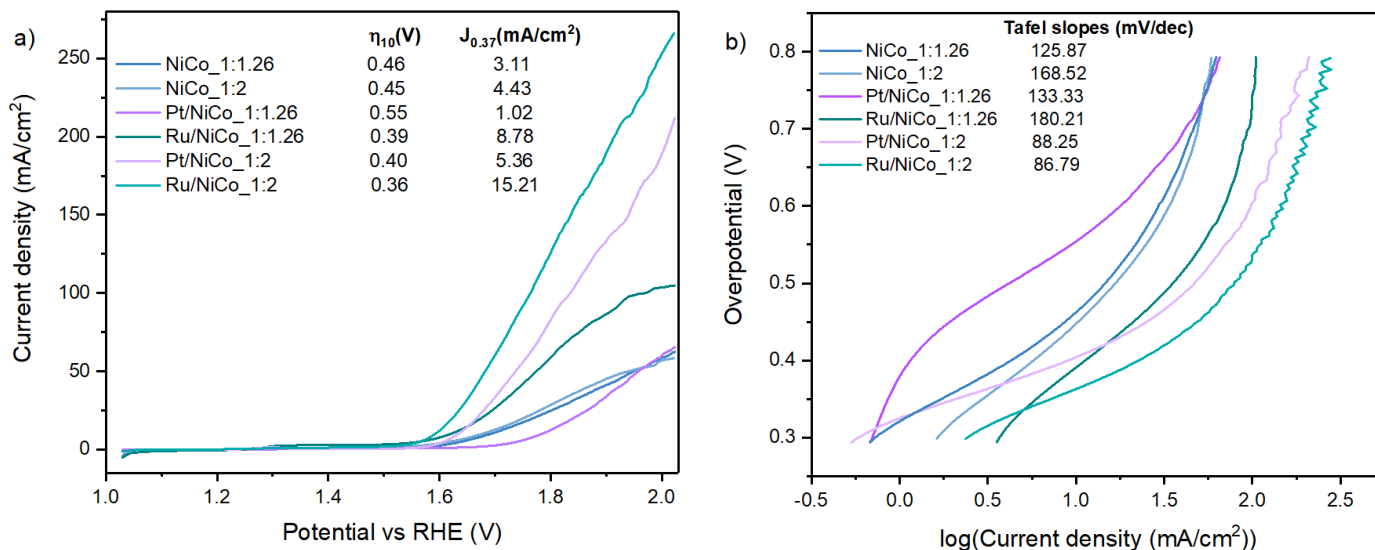 a)
η10(V) J0.37(mA/cm²)
NiCo_1:1.26 0.46 3.11
NiCo_1:2 0.45 4.43
Pt/NiCo_1:1.26 0.55 1.02
Ru/NiCo_1:1.26 0.39 8.78
Pt/NiCo_1:2 0.40 5.36
Ru/NiCo_1:2 0.36 15.21
Current density (mA/cm²)
250
200
150
100
50
0
1.0 1.2 1.4 1.6 1.8 2.0
Potential vs RHE (V)
b)
Tafel slopes (mV/dec)
NiCo_1:1.26 125.87
NiCo_1:2 168.52
Pt/NiCo_1:1.26 133.33
Ru/NiCo_1:1.26 180.21
Pt/NiCo_1:2 88.25
Ru/NiCo_1:2 86.79
Overpotential (V)
0.8
0.7
0.6
0.5
0.4
0.3
-0.5 0.0 0.5 1.0 1.5 2.0 2.5
log(Current density (mA/cm²))